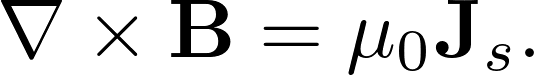 ∇ × 𝐁 = μ₀𝐉ₛ.